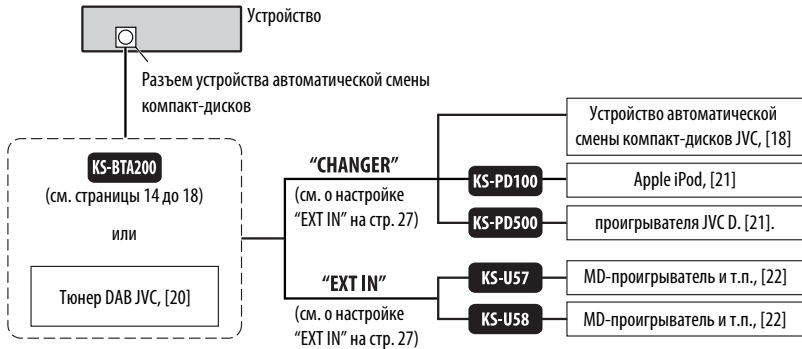 Устройство
Разъем устройства автоматической смены
компакт-дисков
KS-BTA200
(см. страницы 14 до 18)
или
Тюнер DAB JVC, [20]
“CHANGER”
(см. о настройке
“EXT IN” на стр. 27)
“EXT IN”
(см. о настройке
“EXT IN” на стр. 27)
Устройство автоматической
смены компакт-дисков JVC, [18]
KS-PD100
Apple iPod, [21]
KS-PD500
проигрывателя JVC D. [21].
KS-U57
MD-проигрыватель и т.п., [22]
KS-U58
MD-проигрыватель и т.п., [22]